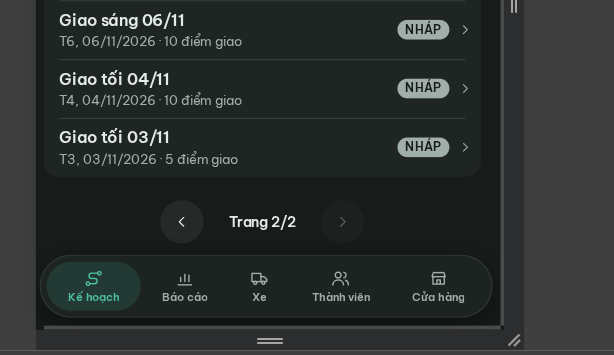 Giao sáng 06/11
T6, 06/11/2026 · 10 điểm giao
NHÁP
Giao tối 04/11
T4, 04/11/2026 · 10 điểm giao
NHÁP
Giao tối 03/11
T3, 03/11/2026 · 5 điểm giao
NHÁP
Trang 2/2
Kế hoạch
Báo cáo
Xe
Thành viên
Cửa hàng